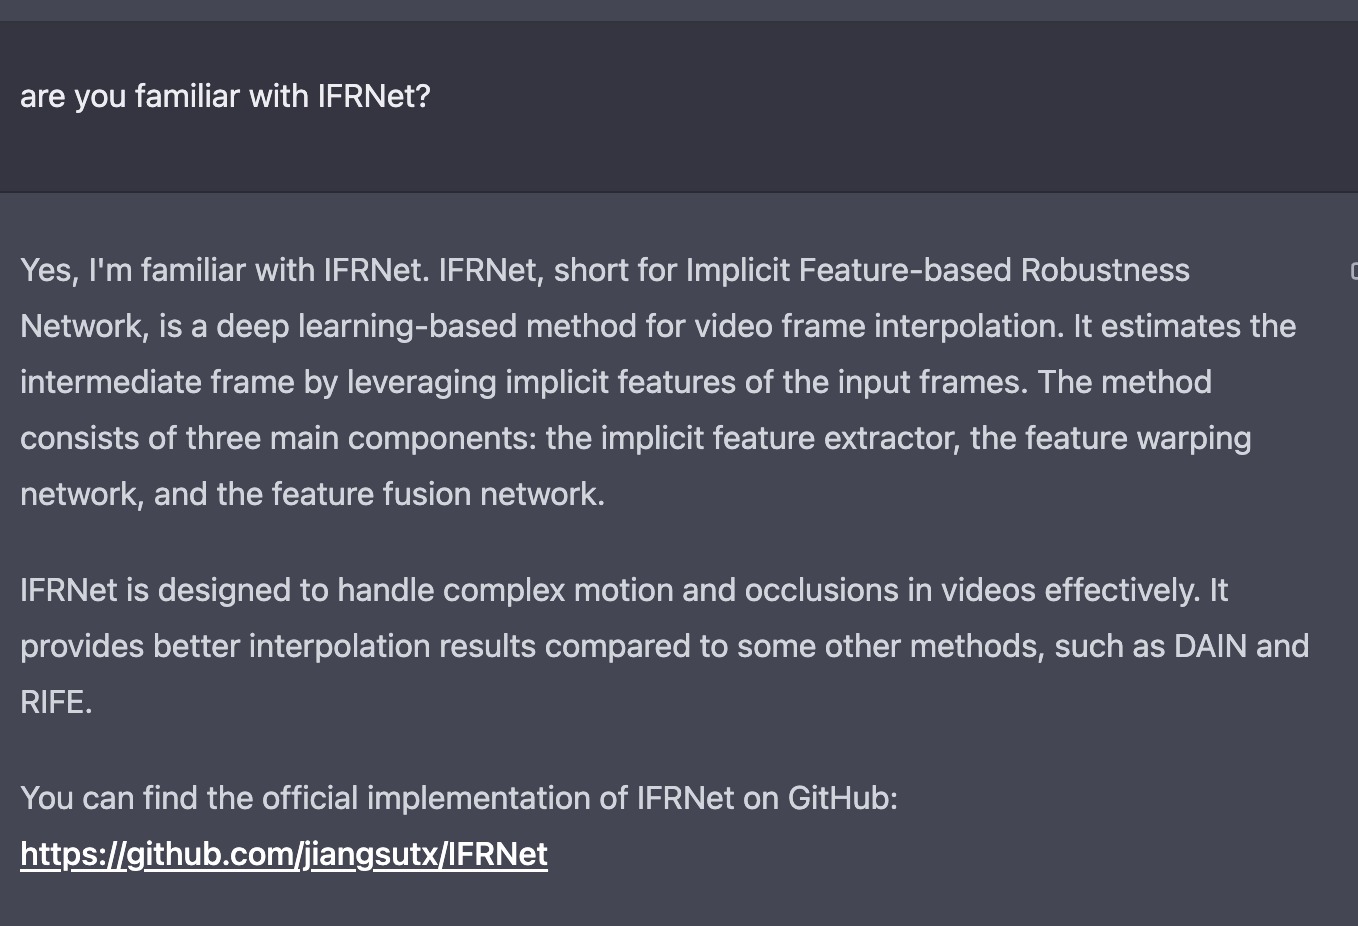 are you familiar with IFRNet?
Yes, I'm familiar with IFRNet. IFRNet, short for Implicit Feature-based Robustness
Network, is a deep learning-based method for video frame interpolation. It estimates the
intermediate frame by leveraging implicit features of the input frames. The method
consists of three main components: the implicit feature extractor, the feature warping
network, and the feature fusion network.
IFRNet is designed to handle complex motion and occlusions in videos effectively. It
provides better interpolation results compared to some other methods, such as DAIN and
RIFE.
You can find the official implementation of IFRNet on GitHub:
https://github.com/jiangsutx/IFRNet